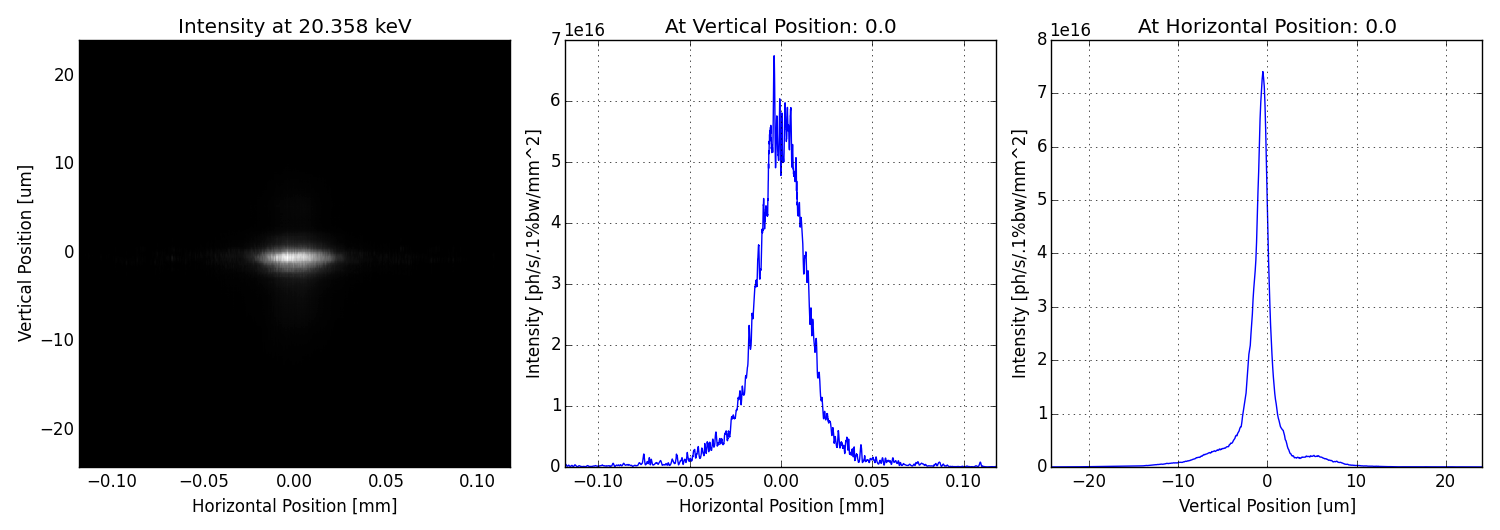 Intensity at 20.358 keV
20
10
0
−10
−20
Vertical Position [um]
−0.10 −0.05 0.00 0.05 0.10
Horizontal Position [mm]
At Vertical Position: 0.0
1e16
7
6
5
4
3
2
1
0
Intensity [ph/s/.1%bw/mm^2]
−0.10 −0.05 0.00 0.05 0.10
Horizontal Position [mm]
At Horizontal Position: 0.0
1e16
8
7
6
5
4
3
2
1
0
Intensity [ph/s/.1%bw/mm^2]
−20 −10 0 10 20
Vertical Position [um]